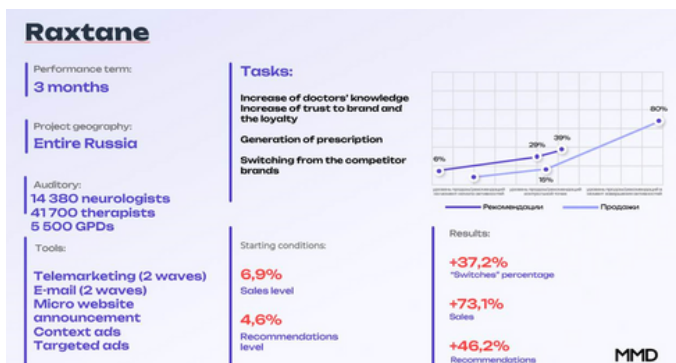 Raxtane
Performance term:
3 months
Project geography:
Entire Russia
Auditory:
14 380 neurologists
41 700 therapists
5 500 GPDs
Tools:
Telemarketing (2 waves)
E-mail (2 waves)
Micro website
announcement
Context ads
Targeted ads
Tasks:
Increase of doctors' knowledge
Increase of trust to brand and
the loyalty
Generation of prescription
Switching from the competitor
brands
Starting conditions:
6,9%
Sales level
4,6%
Recommendations
level
80%
39%
29%
6%
15%
Рекомендации
Продажи
Results:
+37,2%
"Switches" percentage
+73,1%
Sales
+46,2%
Recommendations
MMD